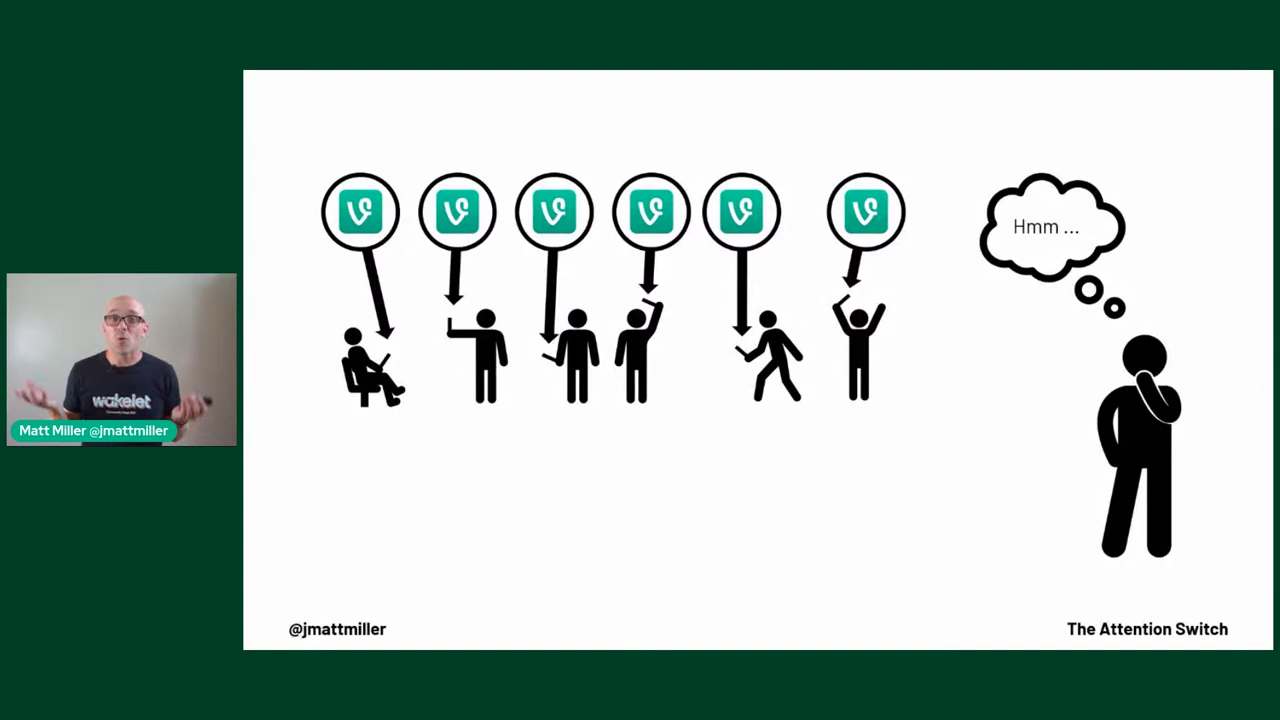 Hmm ...
wakelet
Matt Miller @jmattmiller
@jmattmiller
The Attention Switch